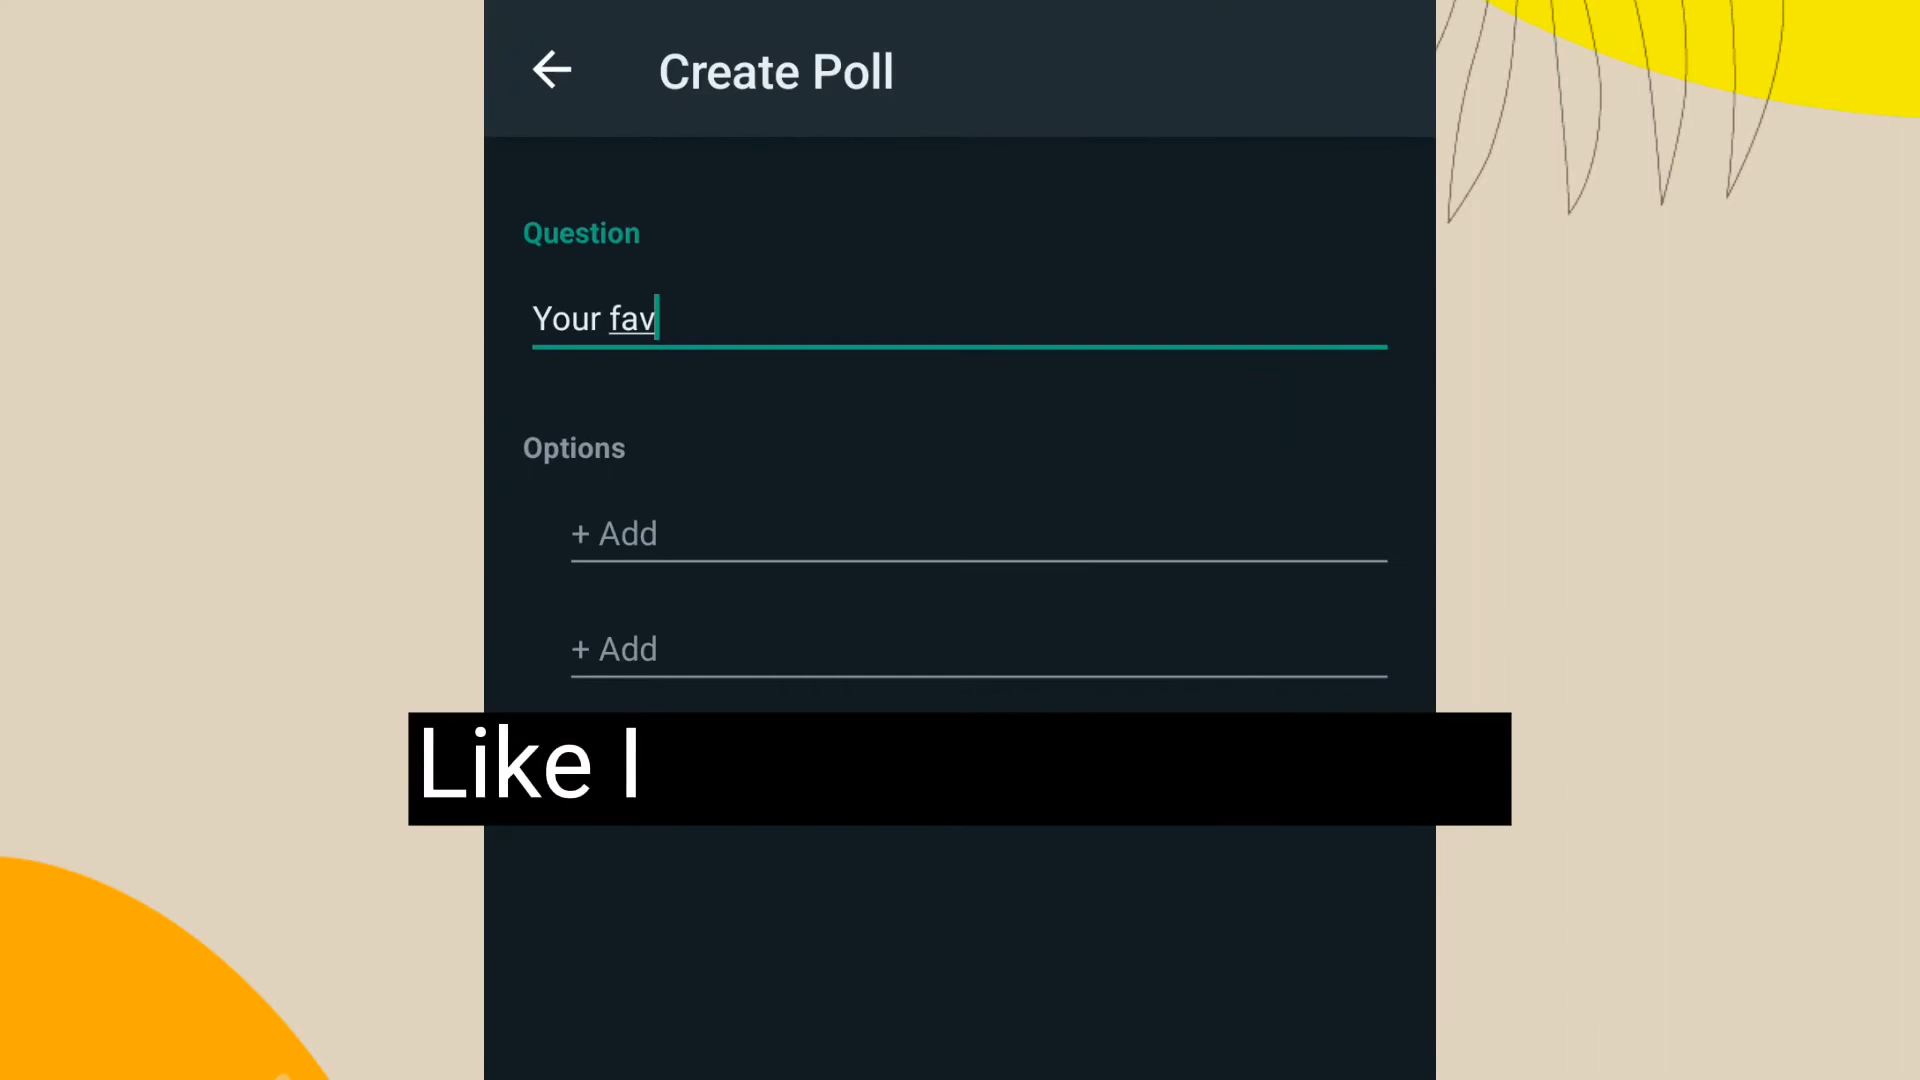 Create Poll
Question
Your fav
Options
+ Add
+ Add
Like I